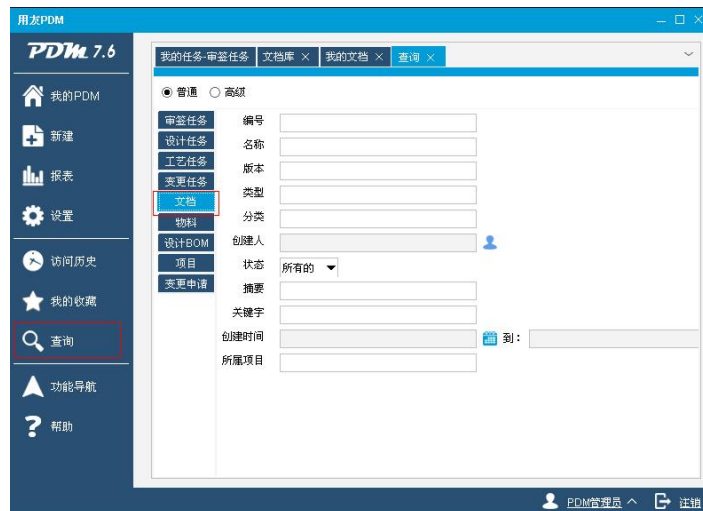 用友PDM
PDM 7.6
我的PDM
新建
报表
设置
访问历史
我的收藏
查询
功能导航
帮助
我的任务-审签任务 文档库 我的文档 查询
普通 高级
审签任务
设计任务
工艺任务
变更任务
文档
物料
设计BOM
项目
变更申请
编号
名称
版本
类型
分类
创建人
状态 所有的
摘要
关键字
创建时间 到：
所属项目
PDM管理员 注销